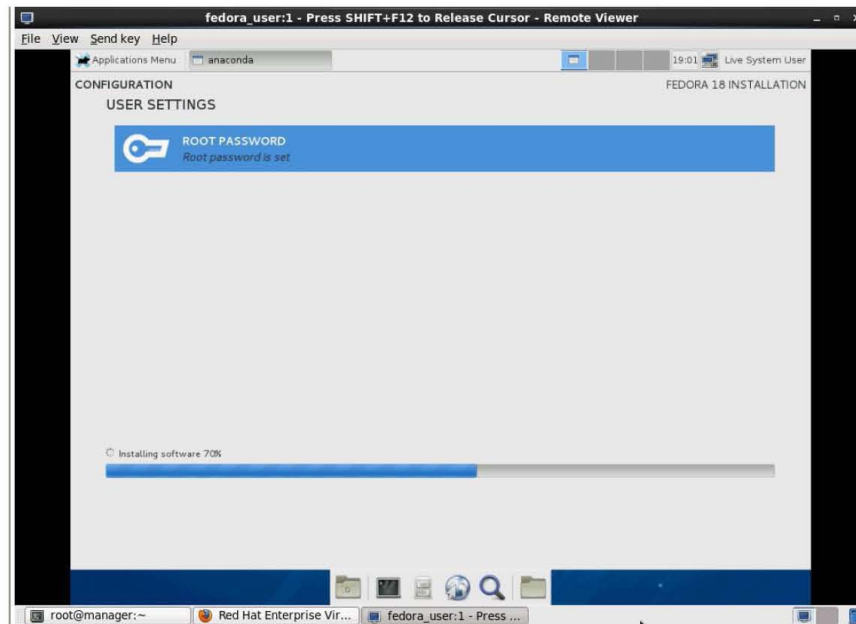 fedora_user:1 - Press SHIFT+F12 to Release Cursor - Remote Viewer
File View Send key Help
Applications Menu anaconda 19:01 Live System User
CONFIGURATION FEDORA 18 INSTALLATION
USER SETTINGS
ROOT PASSWORD
Root password is set
Installing software 70%
root@manager:~ Red Hat Enterprise Vir... fedora_user:1 - Press ...